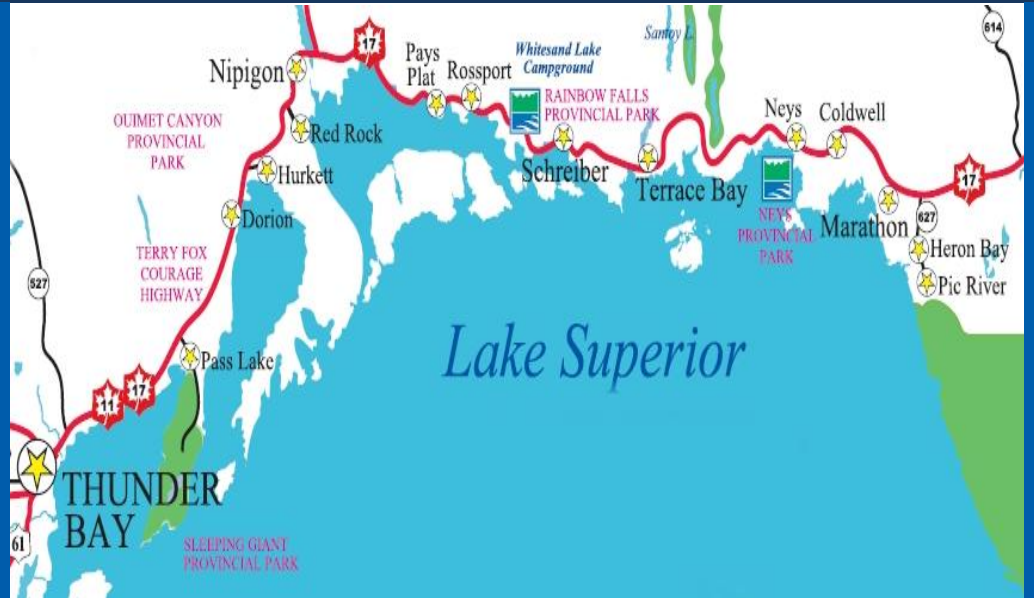 614
17
Santoy L.
Pays
Plat
Rossport
Whitesand Lake
Campground
Nipigon
RAINBOW FALLS
PROVINCIAL PARK
Neys
Coldwell
OUIMET CANYON
PROVINCIAL
PARK
Red Rock
Hurkett
Schreiber
Terrace Bay
17
Dorion
NEYS
PROVINCIAL
PARK
Marathon
627
Heron Bay
Pic River
TERRY FOX
COURAGE
HIGHWAY
527
Lake Superior
Pass Lake
11
17
THUNDER
BAY
61
SLEEPING GIANT
PROVINCIAL PARK